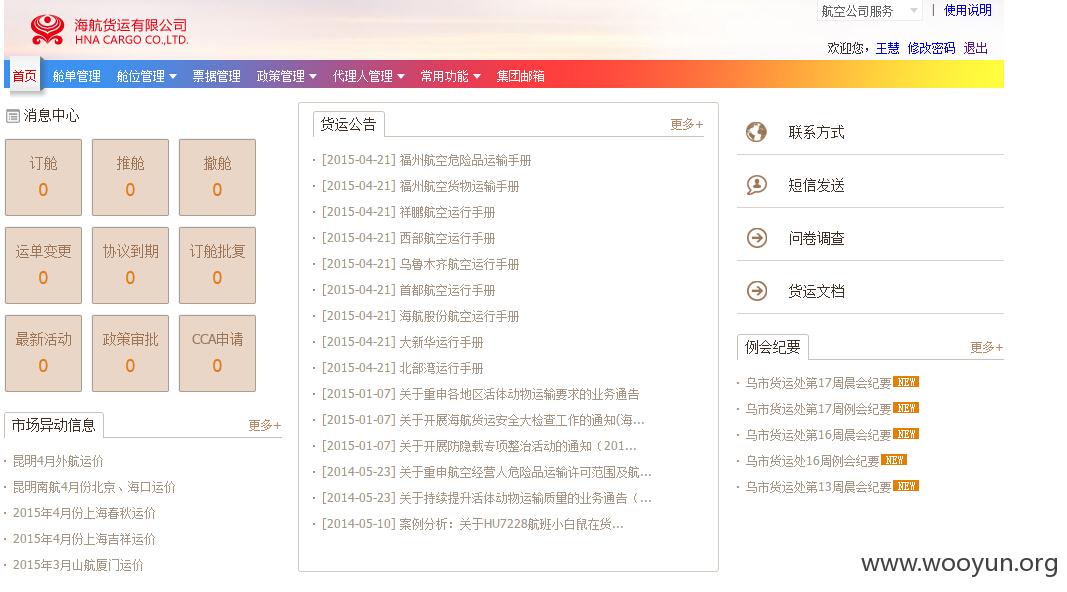 海航货运有限公司
HNA CARGO CO.,LTD.
航空公司服务 | 使用说明
欢迎您，王慧 修改密码 退出
首页 舱单管理 舱位管理 票据管理 政策管理 代理人管理 常用功能 集团邮箱
消息中心
订舱 推舱 撤舱
0 0 0
运单变更 协议到期 订舱批复
0 0 0
最新活动 政策审批 CCA申请
0 0 0
市场异动信息 更多+
· 昆明4月外航运价
· 昆明南航4月份北京、海口运价
· 2015年4月份上海春秋运价
· 2015年4月份上海吉祥运价
· 2015年3月山航厦门运价
货运公告 更多+
· [2015-04-21] 福州航空危险品运输手册
· [2015-04-21] 福州航空货物运输手册
· [2015-04-21] 祥鹏航空运行手册
· [2015-04-21] 西部航空运行手册
· [2015-04-21] 乌鲁木齐航空运行手册
· [2015-04-21] 首都航空运行手册
· [2015-04-21] 海航股份航空运行手册
· [2015-04-21] 大新华运行手册
· [2015-04-21] 北部湾运行手册
· [2015-01-07] 关于重申各地区活体动物运输要求的业务通告
· [2015-01-07] 关于开展海航货运安全大检查工作的通知(海...
· [2015-01-07] 关于开展防隐载专项整治活动的通知（201...
· [2014-05-23] 关于重申航空经营人危险品运输许可范围及航...
· [2014-05-23] 关于持续提升活体动物运输质量的业务通告（...
· [2014-05-10] 案例分析：关于HU7228航班小白鼠在货...
联系方式
短信发送
问卷调查
货运文档
例会纪要 更多+
· 乌市货运处第17周晨会纪要 NEW
· 乌市货运处第17周例会纪要 NEW
· 乌市货运处第16周晨会纪要 NEW
· 乌市货运处16周例会纪要 NEW
· 乌市货运处第13周晨会纪要 NEW
www.wooyun.org